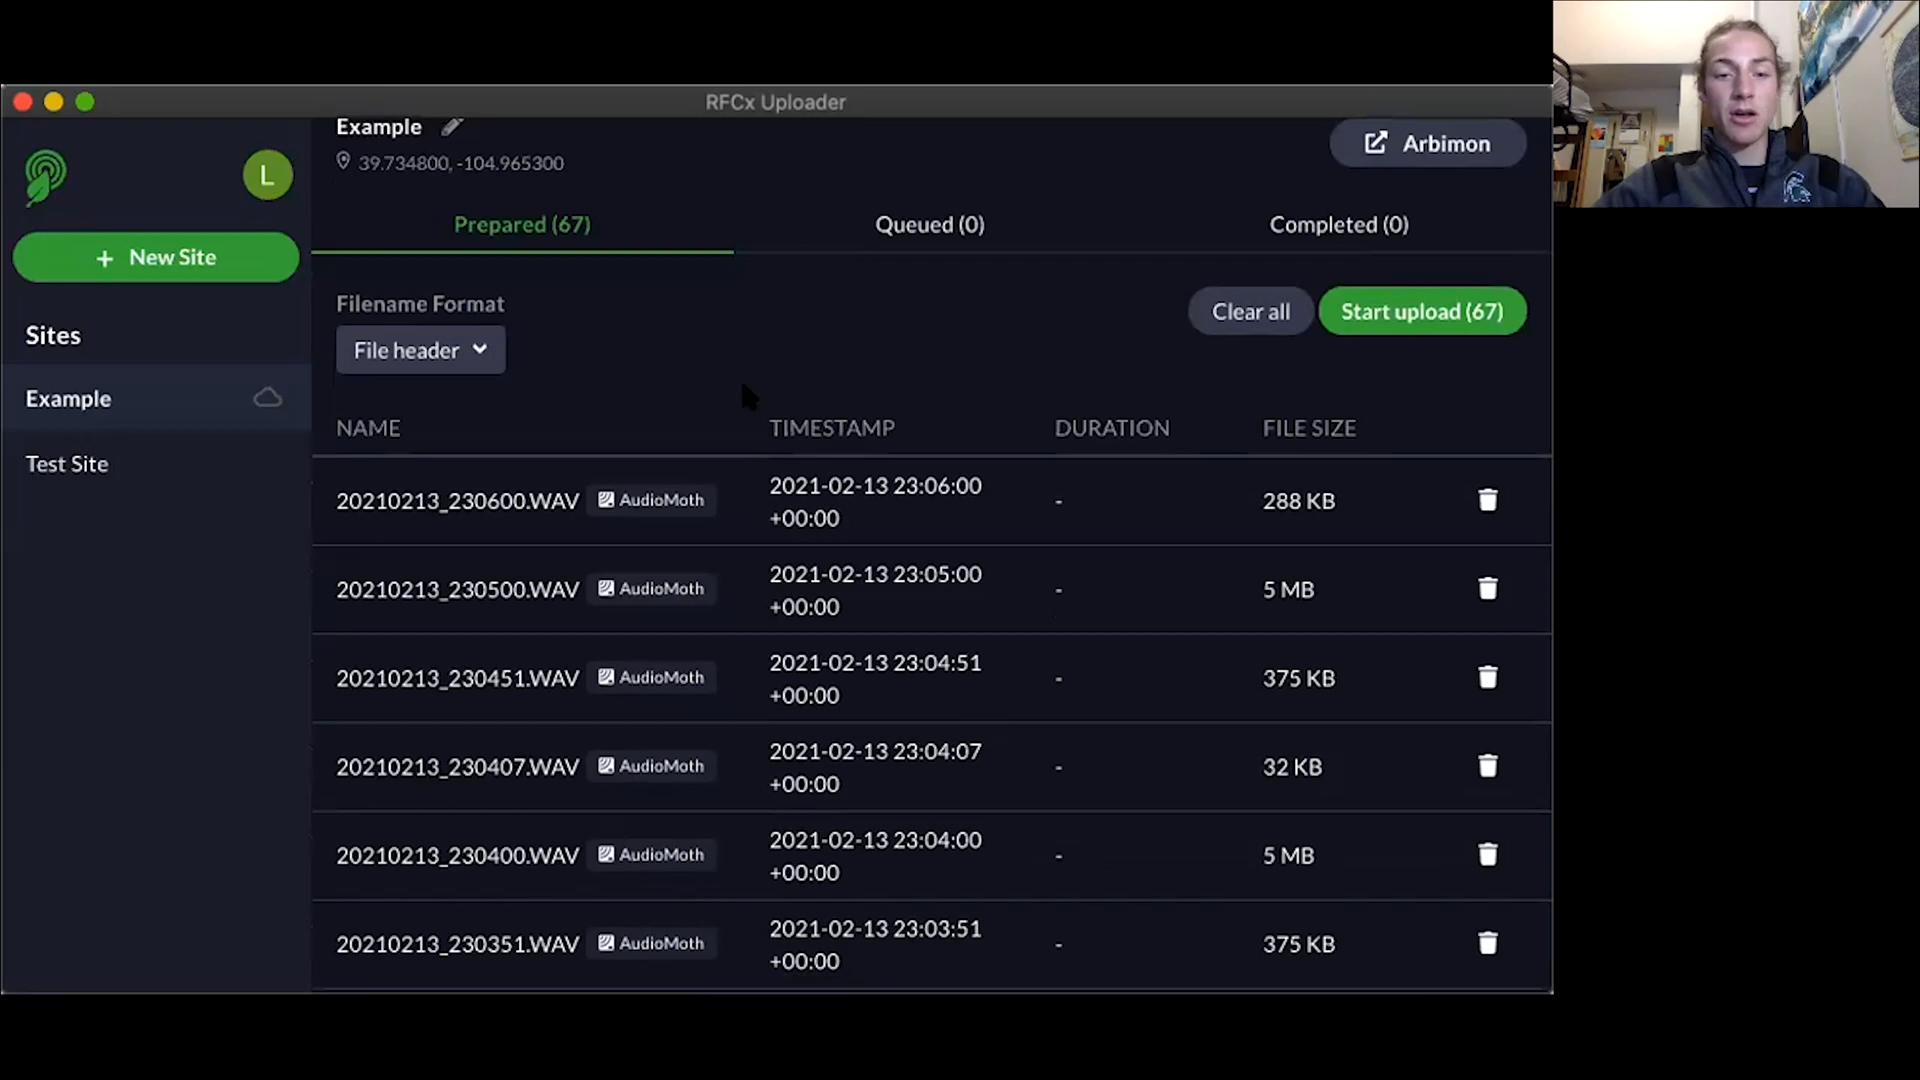 RFCx Uploader
L
+ New Site
Sites
Example
Test Site
Example
39.734800, -104.965300
Arbimon
Prepared (67)
Queued (0)
Completed (0)
Filename Format
File header
Clear all
Start upload (67)
NAME TIMESTAMP DURATION FILE SIZE
20210213_230600.WAV AudioMoth 2021-02-13 23:06:00 - 288 KB
+00:00
20210213_230500.WAV AudioMoth 2021-02-13 23:05:00 - 5 MB
+00:00
20210213_230451.WAV AudioMoth 2021-02-13 23:04:51 - 375 KB
+00:00
20210213_230407.WAV AudioMoth 2021-02-13 23:04:07 - 32 KB
+00:00
20210213_230400.WAV AudioMoth 2021-02-13 23:04:00 - 5 MB
+00:00
20210213_230351.WAV AudioMoth 2021-02-13 23:03:51 - 375 KB
+00:00